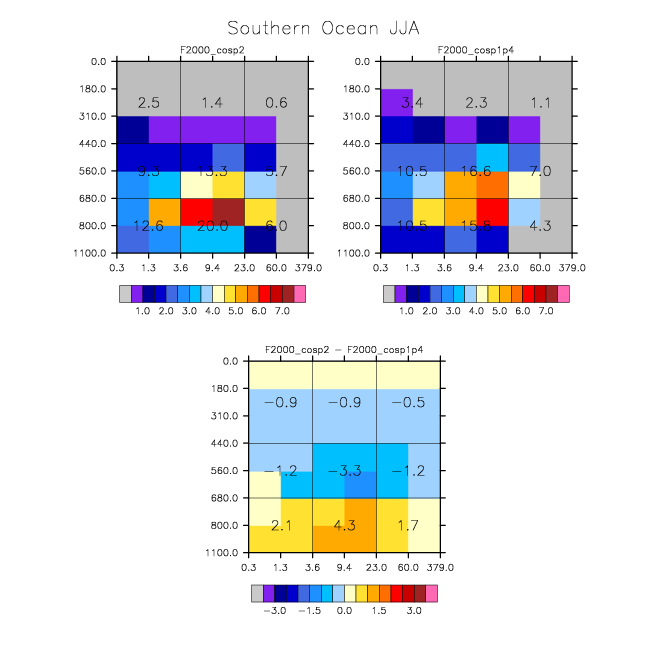 Southern Ocean JJA
F2000_cosp2
F2000_cosp1p4
0.0
180.0
310.0
440.0
560.0
680.0
800.0
1100.0
2.5 1.4 0.6
9.3 13.3 3.7
12.6 20.0 6.0
0.3 1.3 3.6 9.4 23.0 60.0 379.0
1.0 2.0 3.0 4.0 5.0 6.0 7.0
0.0
180.0
310.0
440.0
560.0
680.0
800.0
1100.0
3.4 2.3 1.1
10.5 16.6 7.0
10.5 15.8 4.3
0.3 1.3 3.6 9.4 23.0 60.0 379.0
1.0 2.0 3.0 4.0 5.0 6.0 7.0
F2000_cosp2 − F2000_cosp1p4
0.0
180.0
310.0
440.0
560.0
680.0
800.0
1100.0
−0.9 −0.9 −0.5
−1.2 −3.3 −1.2
2.1 4.3 1.7
0.3 1.3 3.6 9.4 23.0 60.0 379.0
−3.0 −1.5 0.0 1.5 3.0